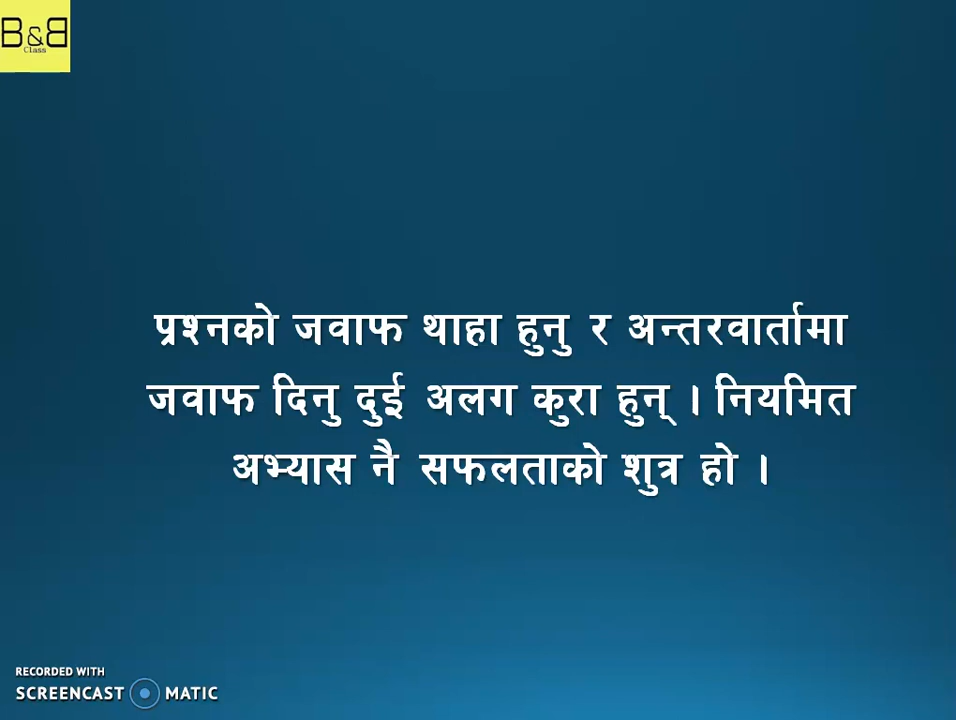 B&B
Class
प्रश्नको जवाफ थाहा हुनु र अन्तरवार्तामा
जवाफ दिनु दुई अलग कुरा हुन् । नियमित
अभ्यास नै सफलताको शुत्र हो ।
RECORDED WITH
SCREENCAST MATIC